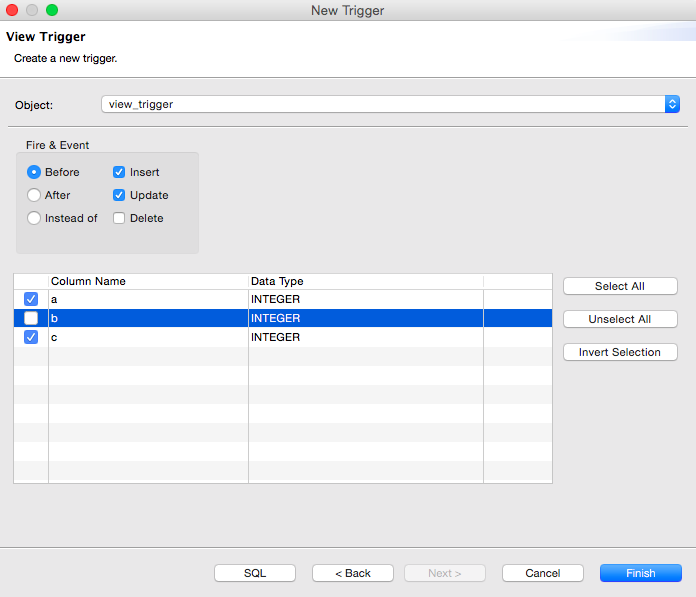 New Trigger
View Trigger
Create a new trigger.
Object: view_trigger
Fire & Event
Before Insert
After Update
Instead of Delete
Column Name Data Type
a INTEGER
b INTEGER
c INTEGER
Select All
Unselect All
Invert Selection
SQL < Back Next > Cancel Finish